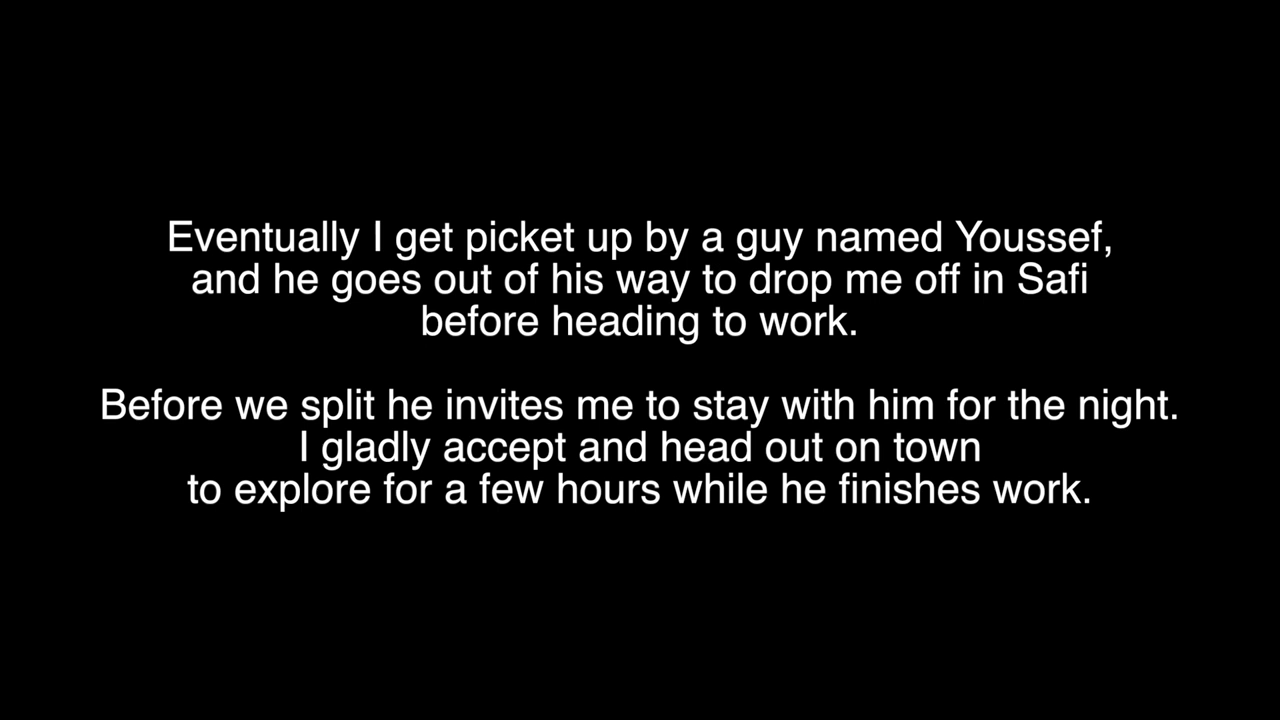 Eventually I get picket up by a guy named Youssef,
and he goes out of his way to drop me off in Safi
before heading to work.
Before we split he invites me to stay with him for the night.
I gladly accept and head out on town
to explore for a few hours while he finishes work.